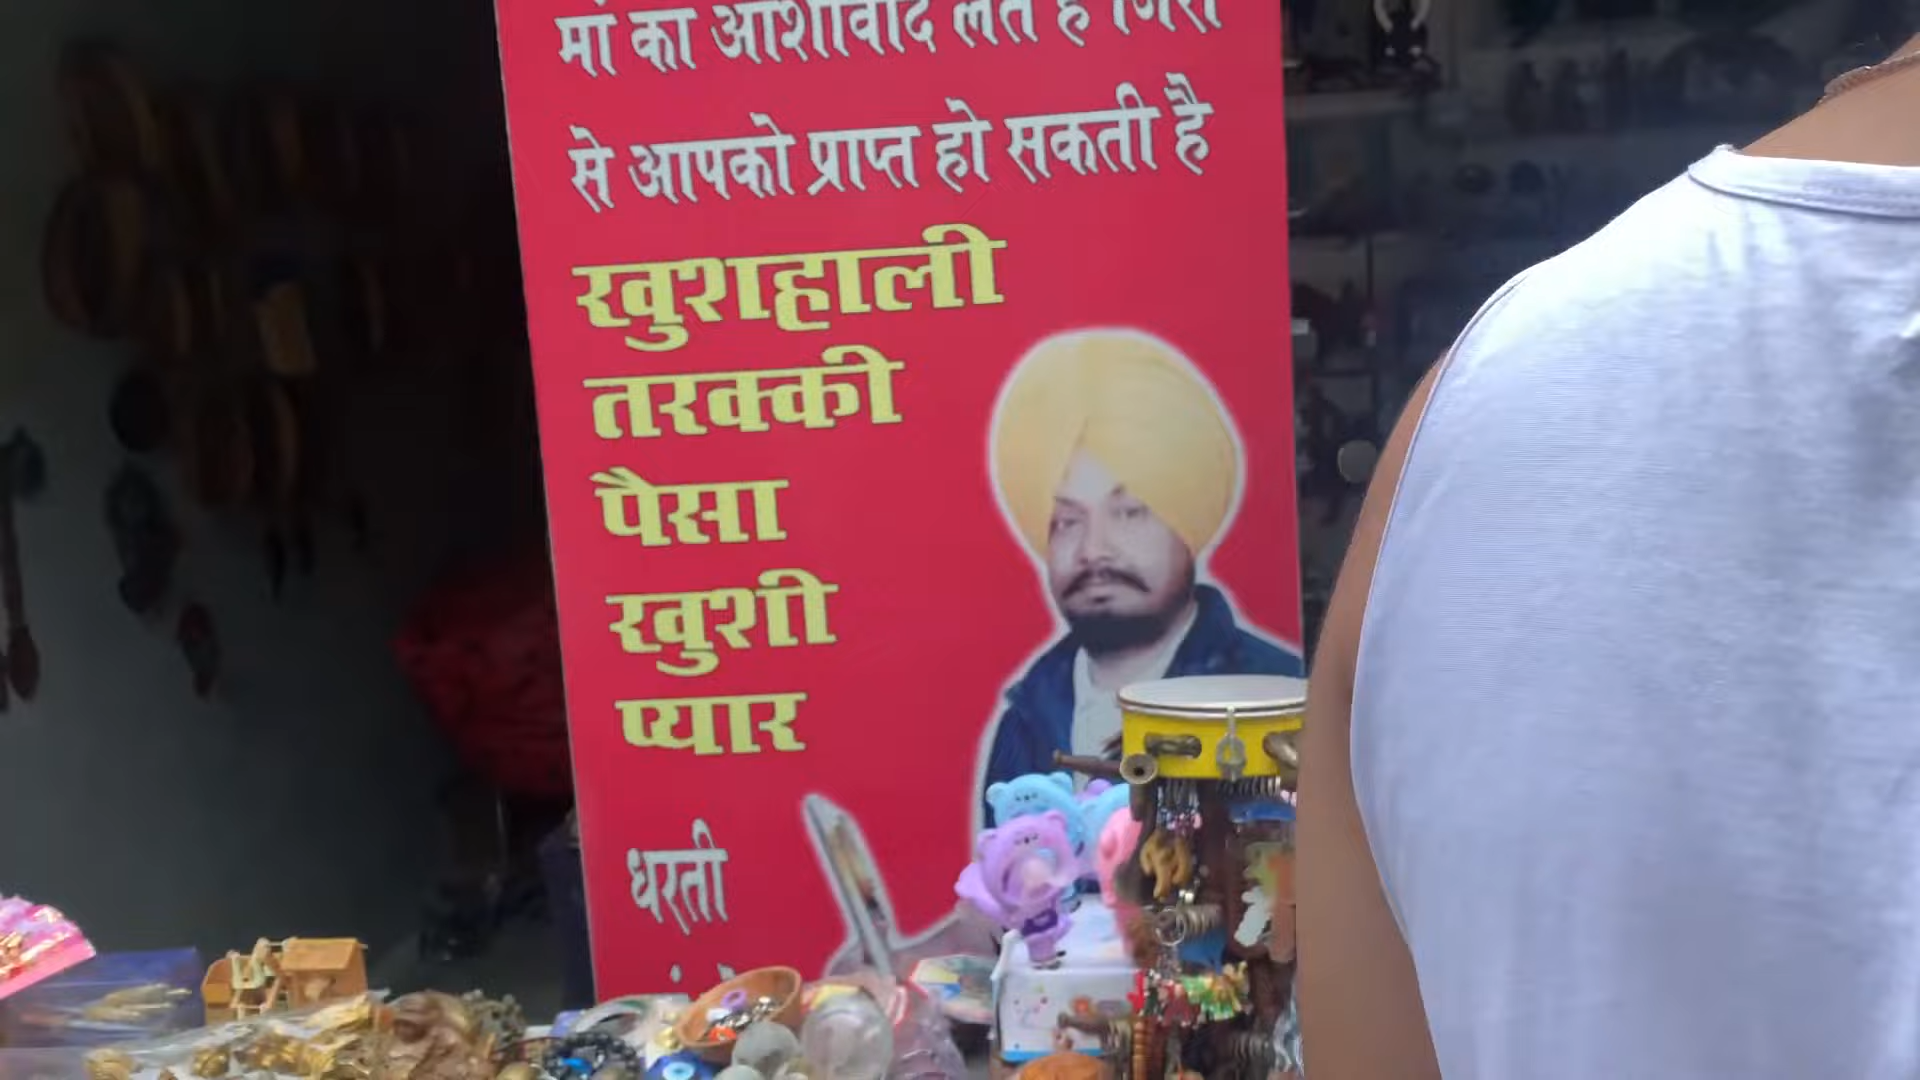 मां का आशीर्वाद लेते है जिस
से आपको प्राप्त हो सकती है
खुशहाली
तरक्की
पैसा
खुशी
प्यार
धरती